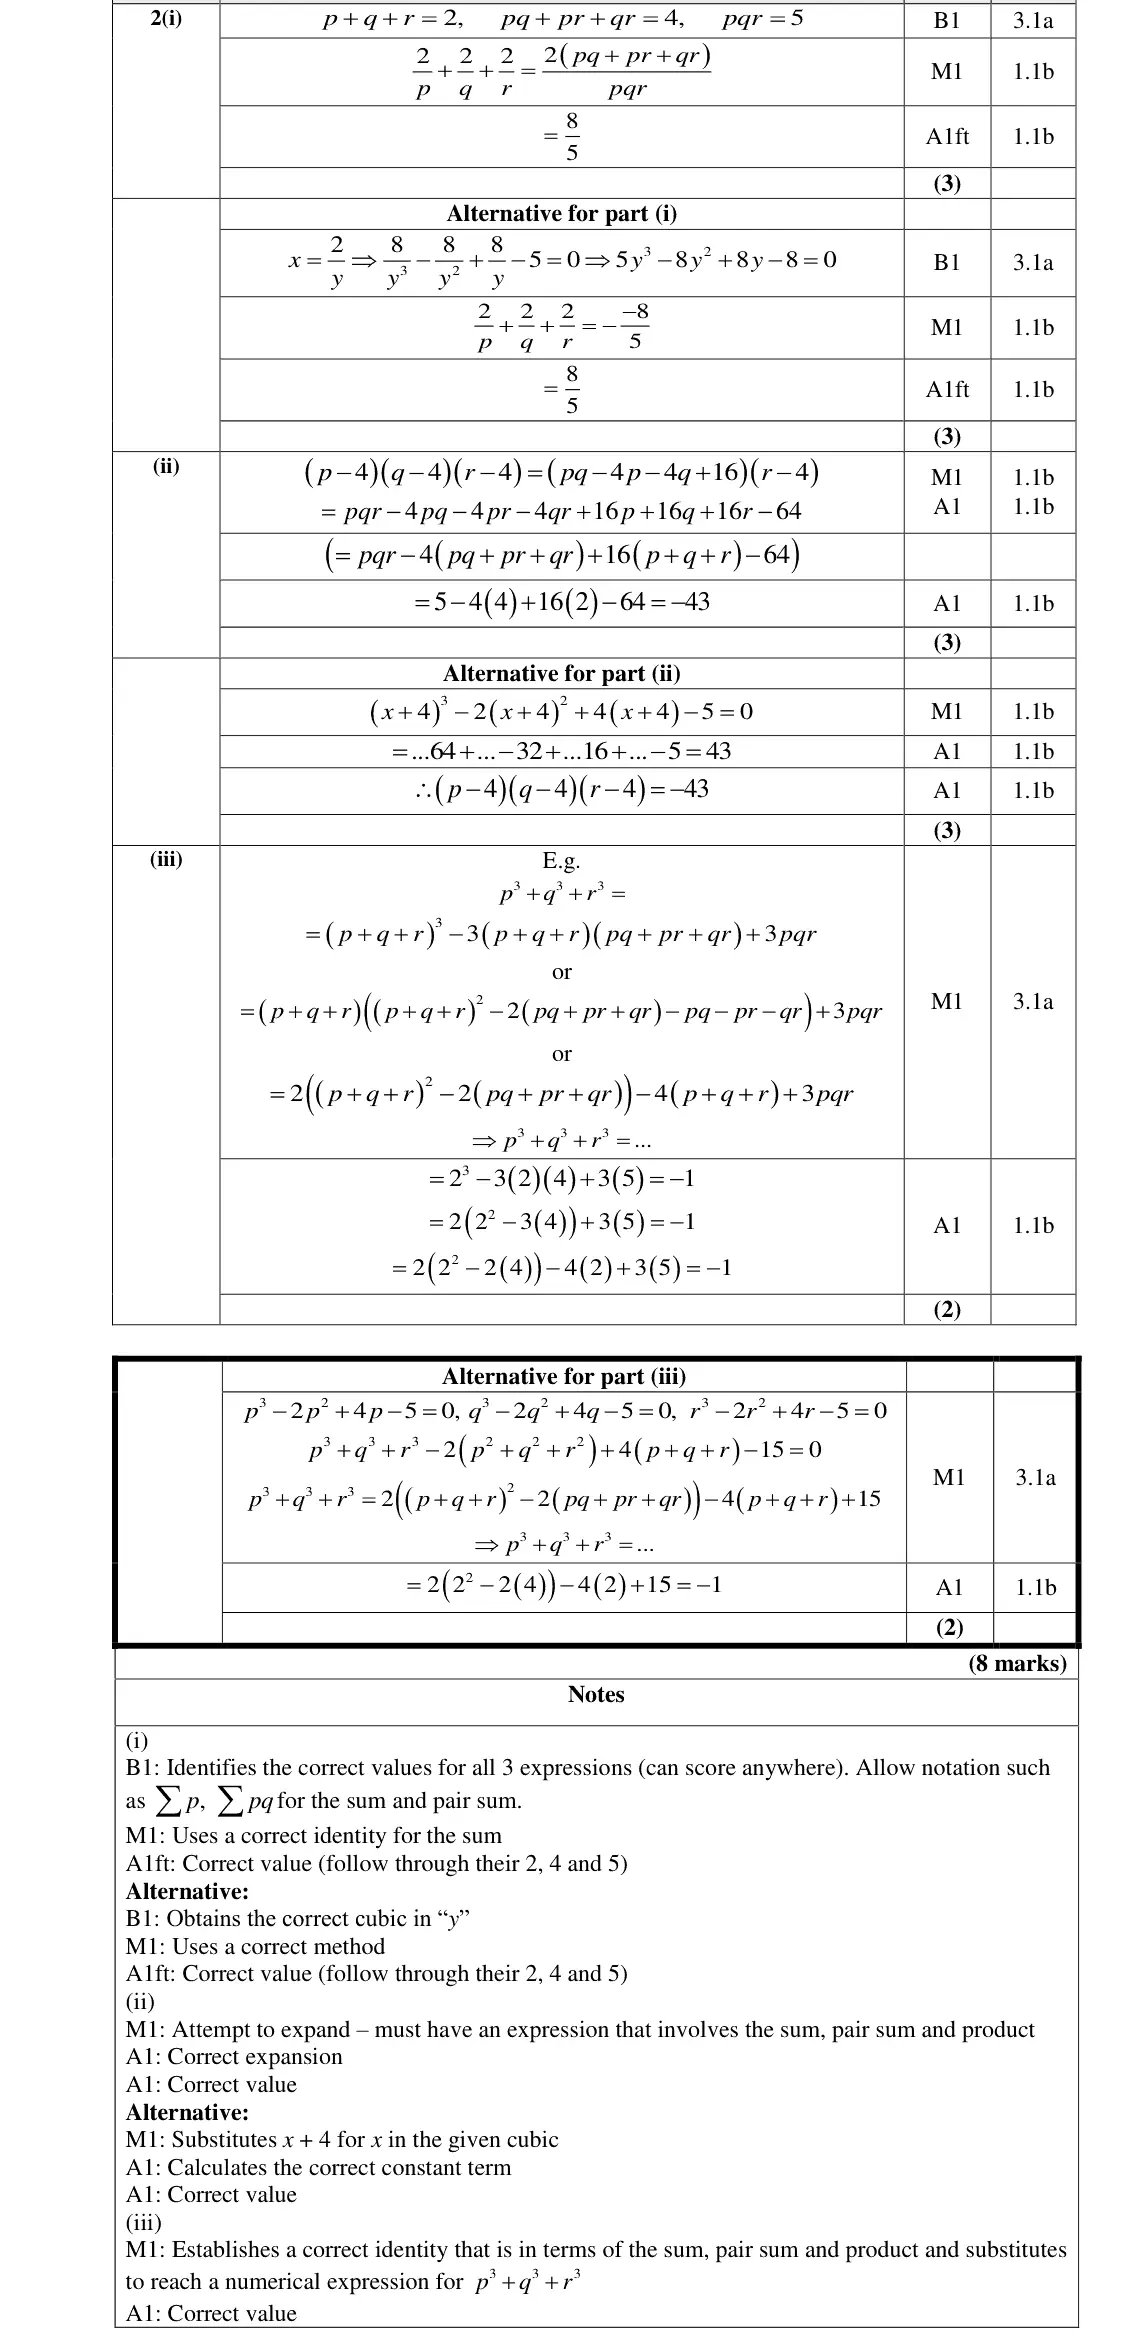 2(i) p + q + r = 2, pq + pr + qr = 4, pqr = 5 B1 3.1a
2/p + 2/q + 2/r = 2(pq + pr + qr)/pqr M1 1.1b
= 8/5 A1ft 1.1b
(3)
Alternative for part (i)
x = 2/y ⇒ 8/y³ − 8/y² + 8/y − 5 = 0 ⇒ 5y³ − 8y² + 8y − 8 = 0 B1 3.1a
2/p + 2/q + 2/r = − −8/5 M1 1.1b
= 8/5 A1ft 1.1b
(3)
(ii) (p − 4)(q − 4)(r − 4) = (pq − 4p − 4q + 16)(r − 4) M1 1.1b
= pqr − 4pq − 4pr − 4qr + 16p + 16q + 16r − 64 A1 1.1b
(= pqr − 4(pq + pr + qr) + 16(p + q + r) − 64)
= 5 − 4(4) + 16(2) − 64 = −43 A1 1.1b
(3)
Alternative for part (ii)
(x + 4)³ − 2(x + 4)² + 4(x + 4) − 5 = 0 M1 1.1b
= ...64 + ... − 32 + ...16 + ... − 5 = 43 A1 1.1b
∴ (p − 4)(q − 4)(r − 4) = −43 A1 1.1b
(3)
(iii) E.g.
p³ + q³ + r³ =
= (p + q + r)³ − 3(p + q + r)(pq + pr + qr) + 3pqr
or
= (p + q + r)((p + q + r)² − 2(pq + pr + qr) − pq − pr − qr) + 3pqr M1 3.1a
or
= 2((p + q + r)² − 2(pq + pr + qr)) − 4(p + q + r) + 3pqr
⇒ p³ + q³ + r³ = ...
= 2³ − 3(2)(4) + 3(5) = −1
= 2(2² − 3(4)) + 3(5) = −1 A1 1.1b
= 2(2² − 2(4)) − 4(2) + 3(5) = −1
(2)
Alternative for part (iii)
p³ − 2p² + 4p − 5 = 0, q³ − 2q² + 4q − 5 = 0, r³ − 2r² + 4r − 5 = 0
p³ + q³ + r³ − 2(p² + q² + r²) + 4(p + q + r) − 15 = 0
M1 3.1a
p³ + q³ + r³ = 2((p + q + r)² − 2(pq + pr + qr)) − 4(p + q + r) + 15
⇒ p³ + q³ + r³ = ...
= 2(2² − 2(4)) − 4(2) + 15 = −1 A1 1.1b
(2)
(8 marks)
Notes
(i)
B1: Identifies the correct values for all 3 expressions (can score anywhere). Allow notation such
as ∑p, ∑pq for the sum and pair sum.
M1: Uses a correct identity for the sum
A1ft: Correct value (follow through their 2, 4 and 5)
Alternative:
B1: Obtains the correct cubic in “y”
M1: Uses a correct method
A1ft: Correct value (follow through their 2, 4 and 5)
(ii)
M1: Attempt to expand – must have an expression that involves the sum, pair sum and product
A1: Correct expansion
A1: Correct value
Alternative:
M1: Substitutes x + 4 for x in the given cubic
A1: Calculates the correct constant term
A1: Correct value
(iii)
M1: Establishes a correct identity that is in terms of the sum, pair sum and product and substitutes
to reach a numerical expression for p³ + q³ + r³
A1: Correct value